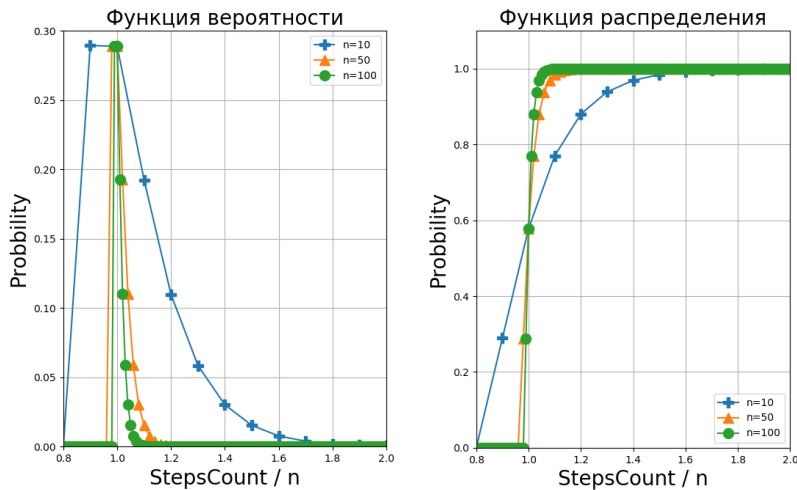 Функция вероятности
0.30
0.25
0.20
0.15
0.10
0.05
0.00
0.8
1.0
1.2
1.4
1.6
1.8
2.0
Probbility
StepsCount / n
n=10
n=50
n=100
Функция распределения
1.0
0.8
0.6
0.4
0.2
0.0
0.8
1.0
1.2
1.4
1.6
1.8
2.0
Probbility
StepsCount / n
n=10
n=50
n=100